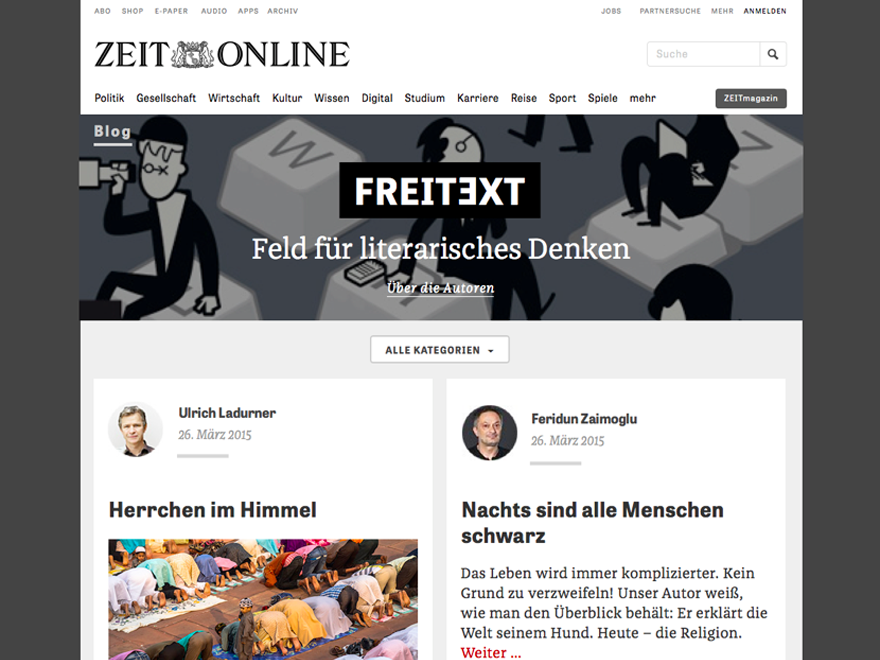 ABO SHOP E-PAPER AUDIO APPS ARCHIV JOBS PARTNERSUCHE MEHR ANMELDEN
ZEIT ONLINE
Suche
Politik Gesellschaft Wirtschaft Kultur Wissen Digital Studium Karriere Reise Sport Spiele mehr ZEITmagazin
Blog
W
FREITEXT
Feld für literarisches Denken
Über die Autoren
ALLE KATEGORIEN
Ulrich Ladurner
26. März 2015
Herrchen im Himmel
Feridun Zaimoglu
26. März 2015
Nachts sind alle Menschen
schwarz
Das Leben wird immer komplizierter. Kein
Grund zu verzweifeln! Unser Autor weiß,
wie man den Überblick behält: Er erklärt die
Welt seinem Hund. Heute – die Religion.
Weiter ...